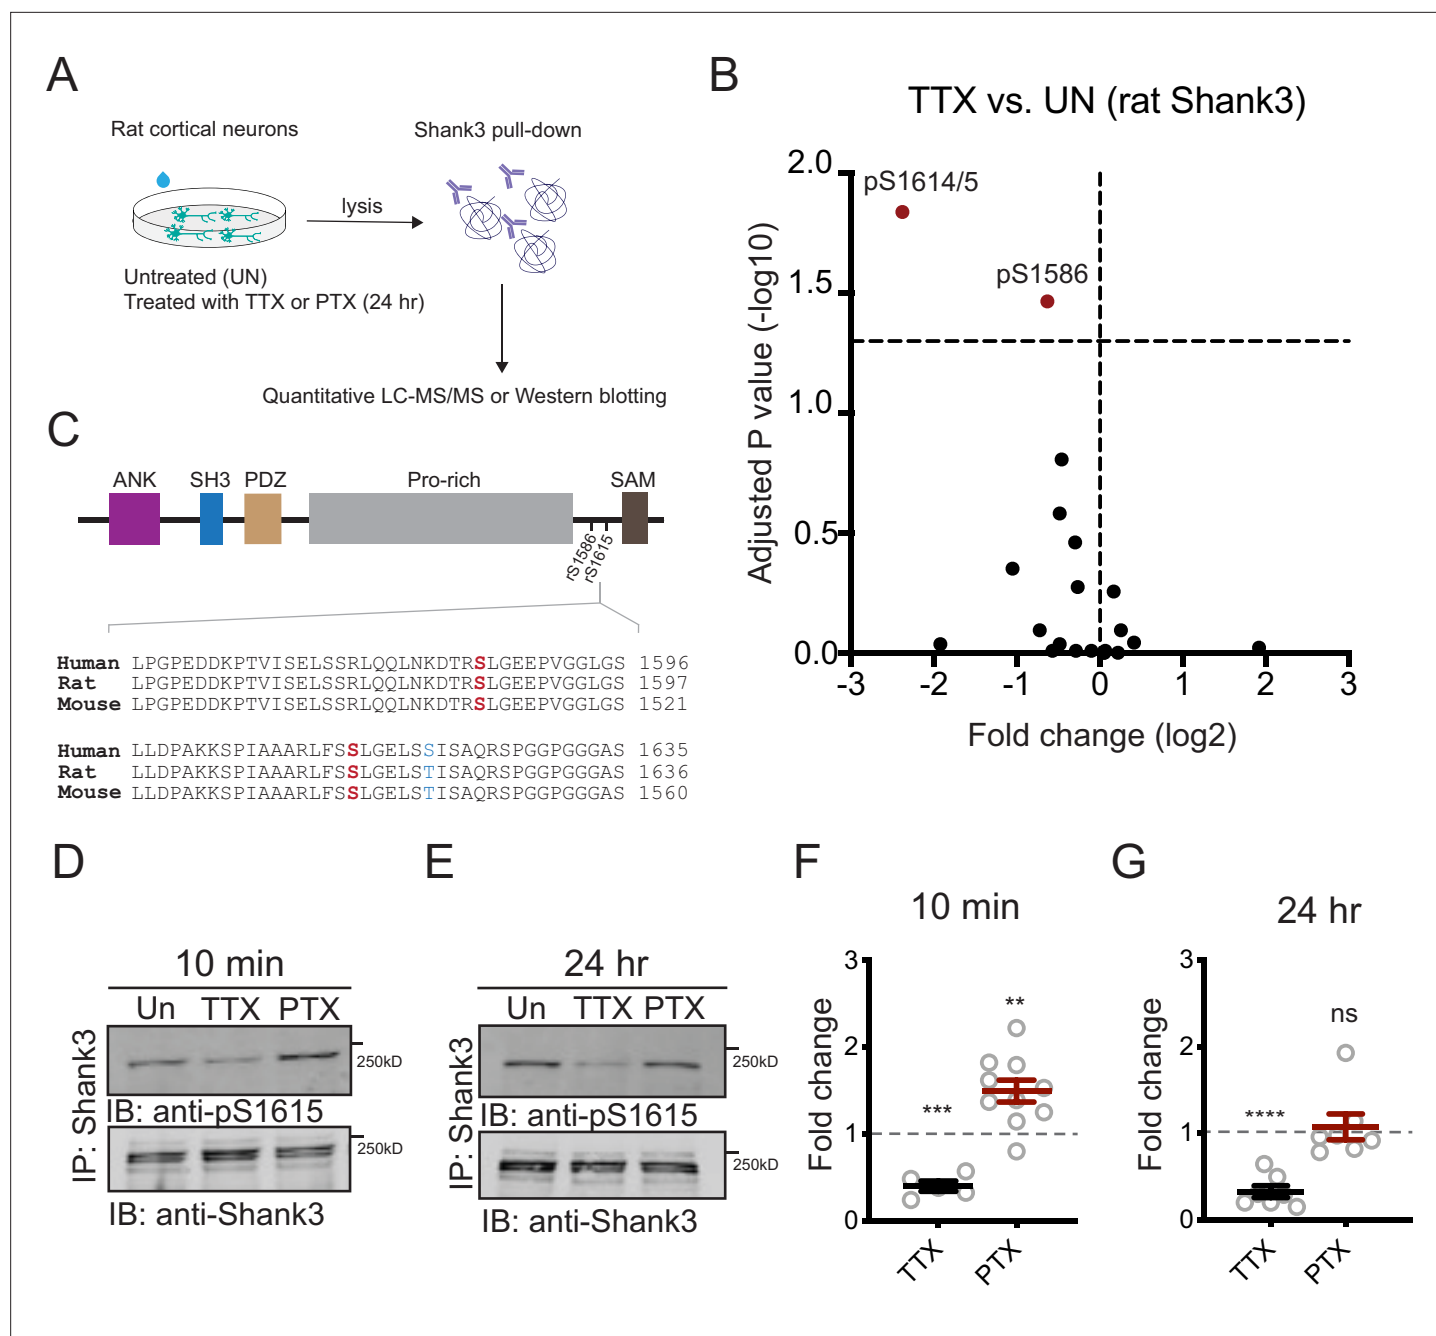 A
Rat cortical neurons
Shank3 pull-down
lysis
Untreated (UN)
Treated with TTX or PTX (24 hr)
Quantitative LC-MS/MS or Western blotting
B
TTX vs. UN (rat Shank3)
Adjusted P value (-log10)
2.0
1.5
1.0
0.5
0.0
pS1614/5
pS1586
-3 -2 -1 0 1 2 3
Fold change (log2)
C
ANK SH3 PDZ Pro-rich SAM
rS1586
rS1615
Human LPGPEDDKPTVISELSSRLQQLNKDTRSLGEEPVGGLGS 1596
Rat LPGPEDDKPTVISELSSRLQQLNKDTRSLGEEPVGGLGS 1597
Mouse LPGPEDDKPTVISELSSRLQQLNKDTRSLGEEPVGGLGS 1521
Human LLDPAKKSPIAAARLFSSLGELSSISAQRSPGGPGGGAS 1635
Rat LLDPAKKSPIAAARLFSSLGELSTISAQRSPGGPGGGAS 1636
Mouse LLDPAKKSPIAAARLFSSLGELSTISAQRSPGGPGGGAS 1560
D
10 min
Un TTX PTX
IP: Shank3
250kD
IB: anti-pS1615
250kD
IB: anti-Shank3
E
24 hr
Un TTX PTX
IP: Shank3
250kD
IB: anti-pS1615
250kD
IB: anti-Shank3
F
10 min
Fold change
3
2
1
0
***
**
TTX
PTX
G
24 hr
Fold change
3
2
1
0
****
ns
TTX
PTX